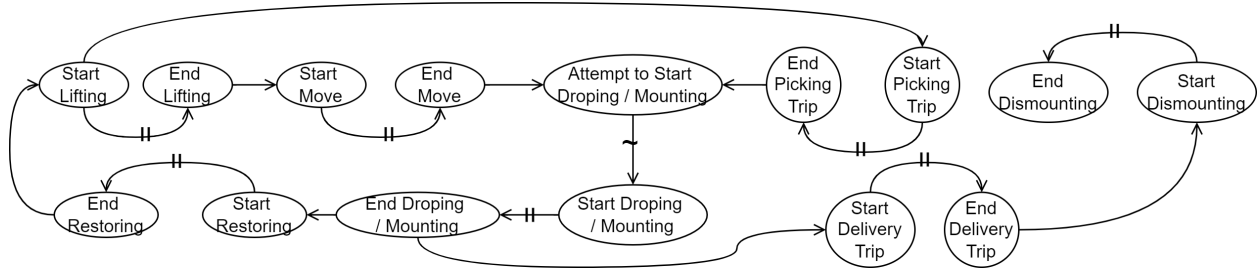 Start
Lifting
End
Lifting
Start
Move
End
Move
Attempt to Start
Droping / Mounting
End
Picking
Trip
Start
Picking
Trip
End
Dismounting
Start
Dismounting
~
End
Restoring
Start
Restoring
End Droping
/ Mounting
Start Droping
/ Mounting
Start
Delivery
Trip
End
Delivery
Trip